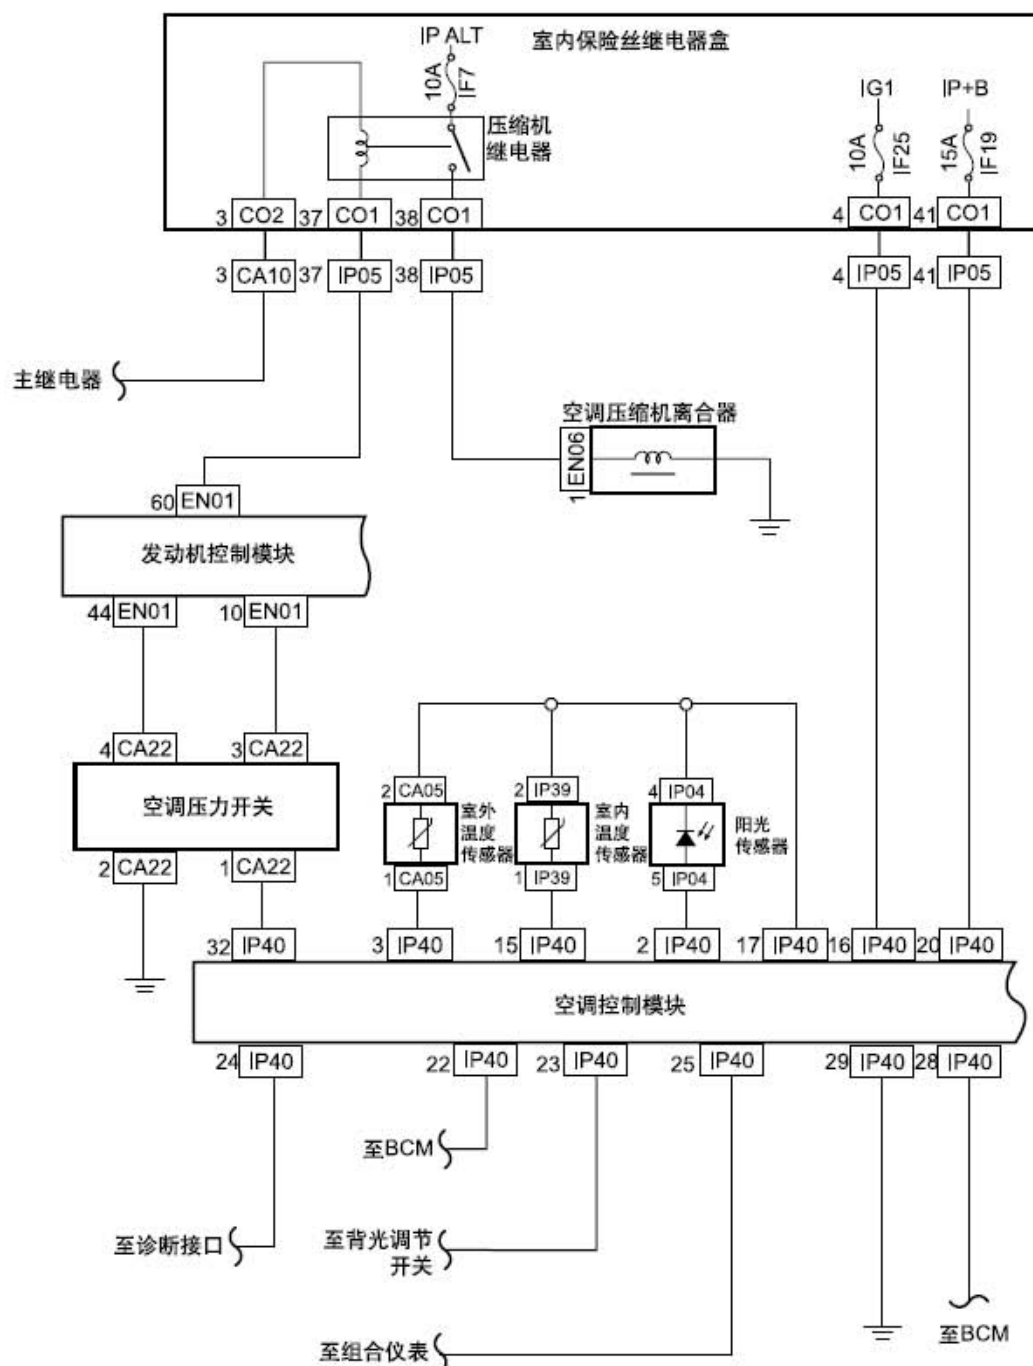 IP ALT
室内保险丝继电器盒
10A
IF7
IG1
IP+B
压缩机
继电器
10A
IF25
15A
IF19
3 CO2
37 CO1
38 CO1
4 CO1
41 CO1
3 CA10
37 IP05
38 IP05
4 IP05
41 IP05
主继电器
空调压缩机离合器
1 EN06
60 EN01
发动机控制模块
44 EN01
10 EN01
4 CA22
3 CA22
空调压力开关
2 CA22
1 CA22
2 CA05
室外
温度
传感器
1 CA05
2 IP39
室内
温度
传感器
1 IP39
4 IP04
阳光
传感器
5 IP04
32 IP40
3 IP40
15 IP40
2 IP40
17 IP40
16 IP40
20 IP40
空调控制模块
24 IP40
22 IP40
23 IP40
25 IP40
29 IP40
28 IP40
至BCM
至诊断接口
至背光调节
开关
至BCM
至组合仪表